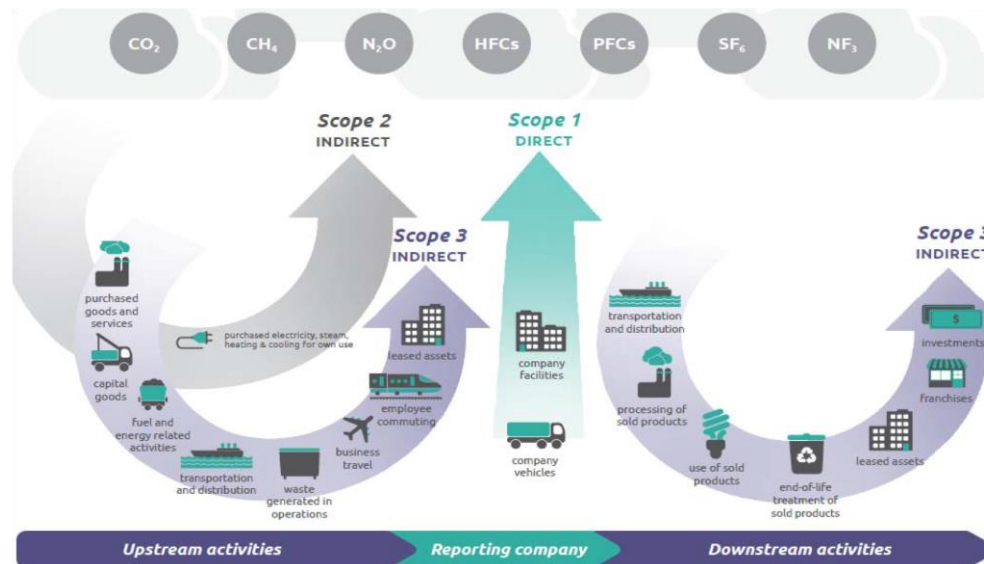 CO₂
CH₄
N₂O
HFCs
PFCs
SF₆
NF₃
Scope 2
INDIRECT
Scope 1
DIRECT
Scope 3
INDIRECT
Scope 3
INDIRECT
purchased
goods and
services
capital
goods
fuel and
energy related
activities
transportation
and distribution
waste
generated in
operations
business
travel
employee
commuting
leased assets
purchased electricity, steam,
heating & cooling for own use
company
facilities
company
vehicles
transportation
and distribution
processing of
sold products
use of sold
products
end-of-life
treatment of
sold products
leased assets
franchises
investments
$
Upstream activities
Reporting company
Downstream activities